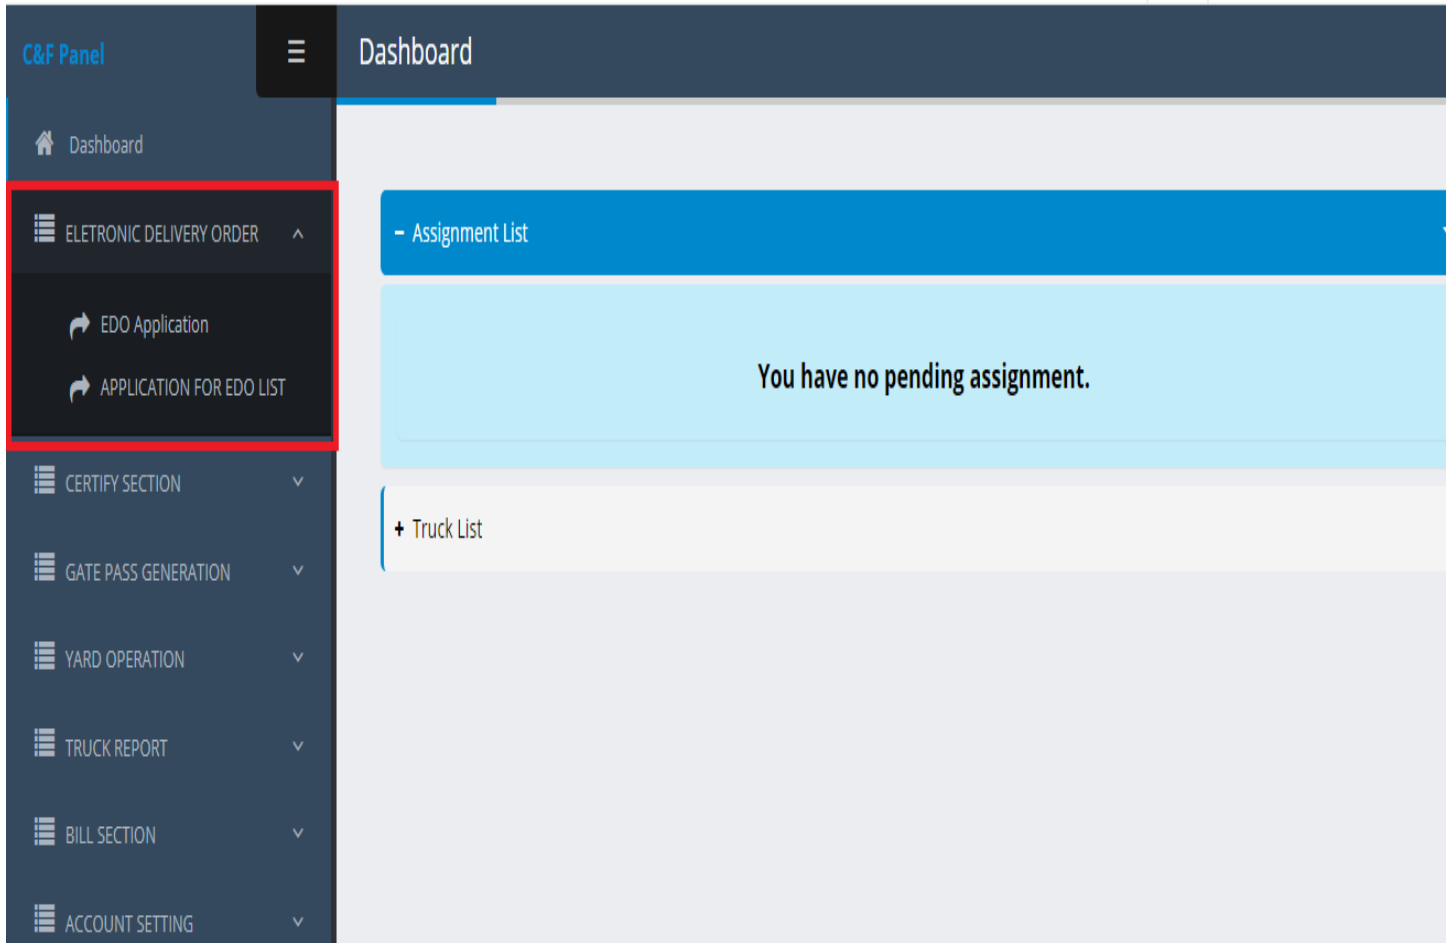 C&F Panel
Dashboard
Dashboard
ELETRONIC DELIVERY ORDER
EDO Application
APPLICATION FOR EDO LIST
CERTIFY SECTION
GATE PASS GENERATION
YARD OPERATION
TRUCK REPORT
BILL SECTION
ACCOUNT SETTING
− Assignment List
You have no pending assignment.
+ Truck List